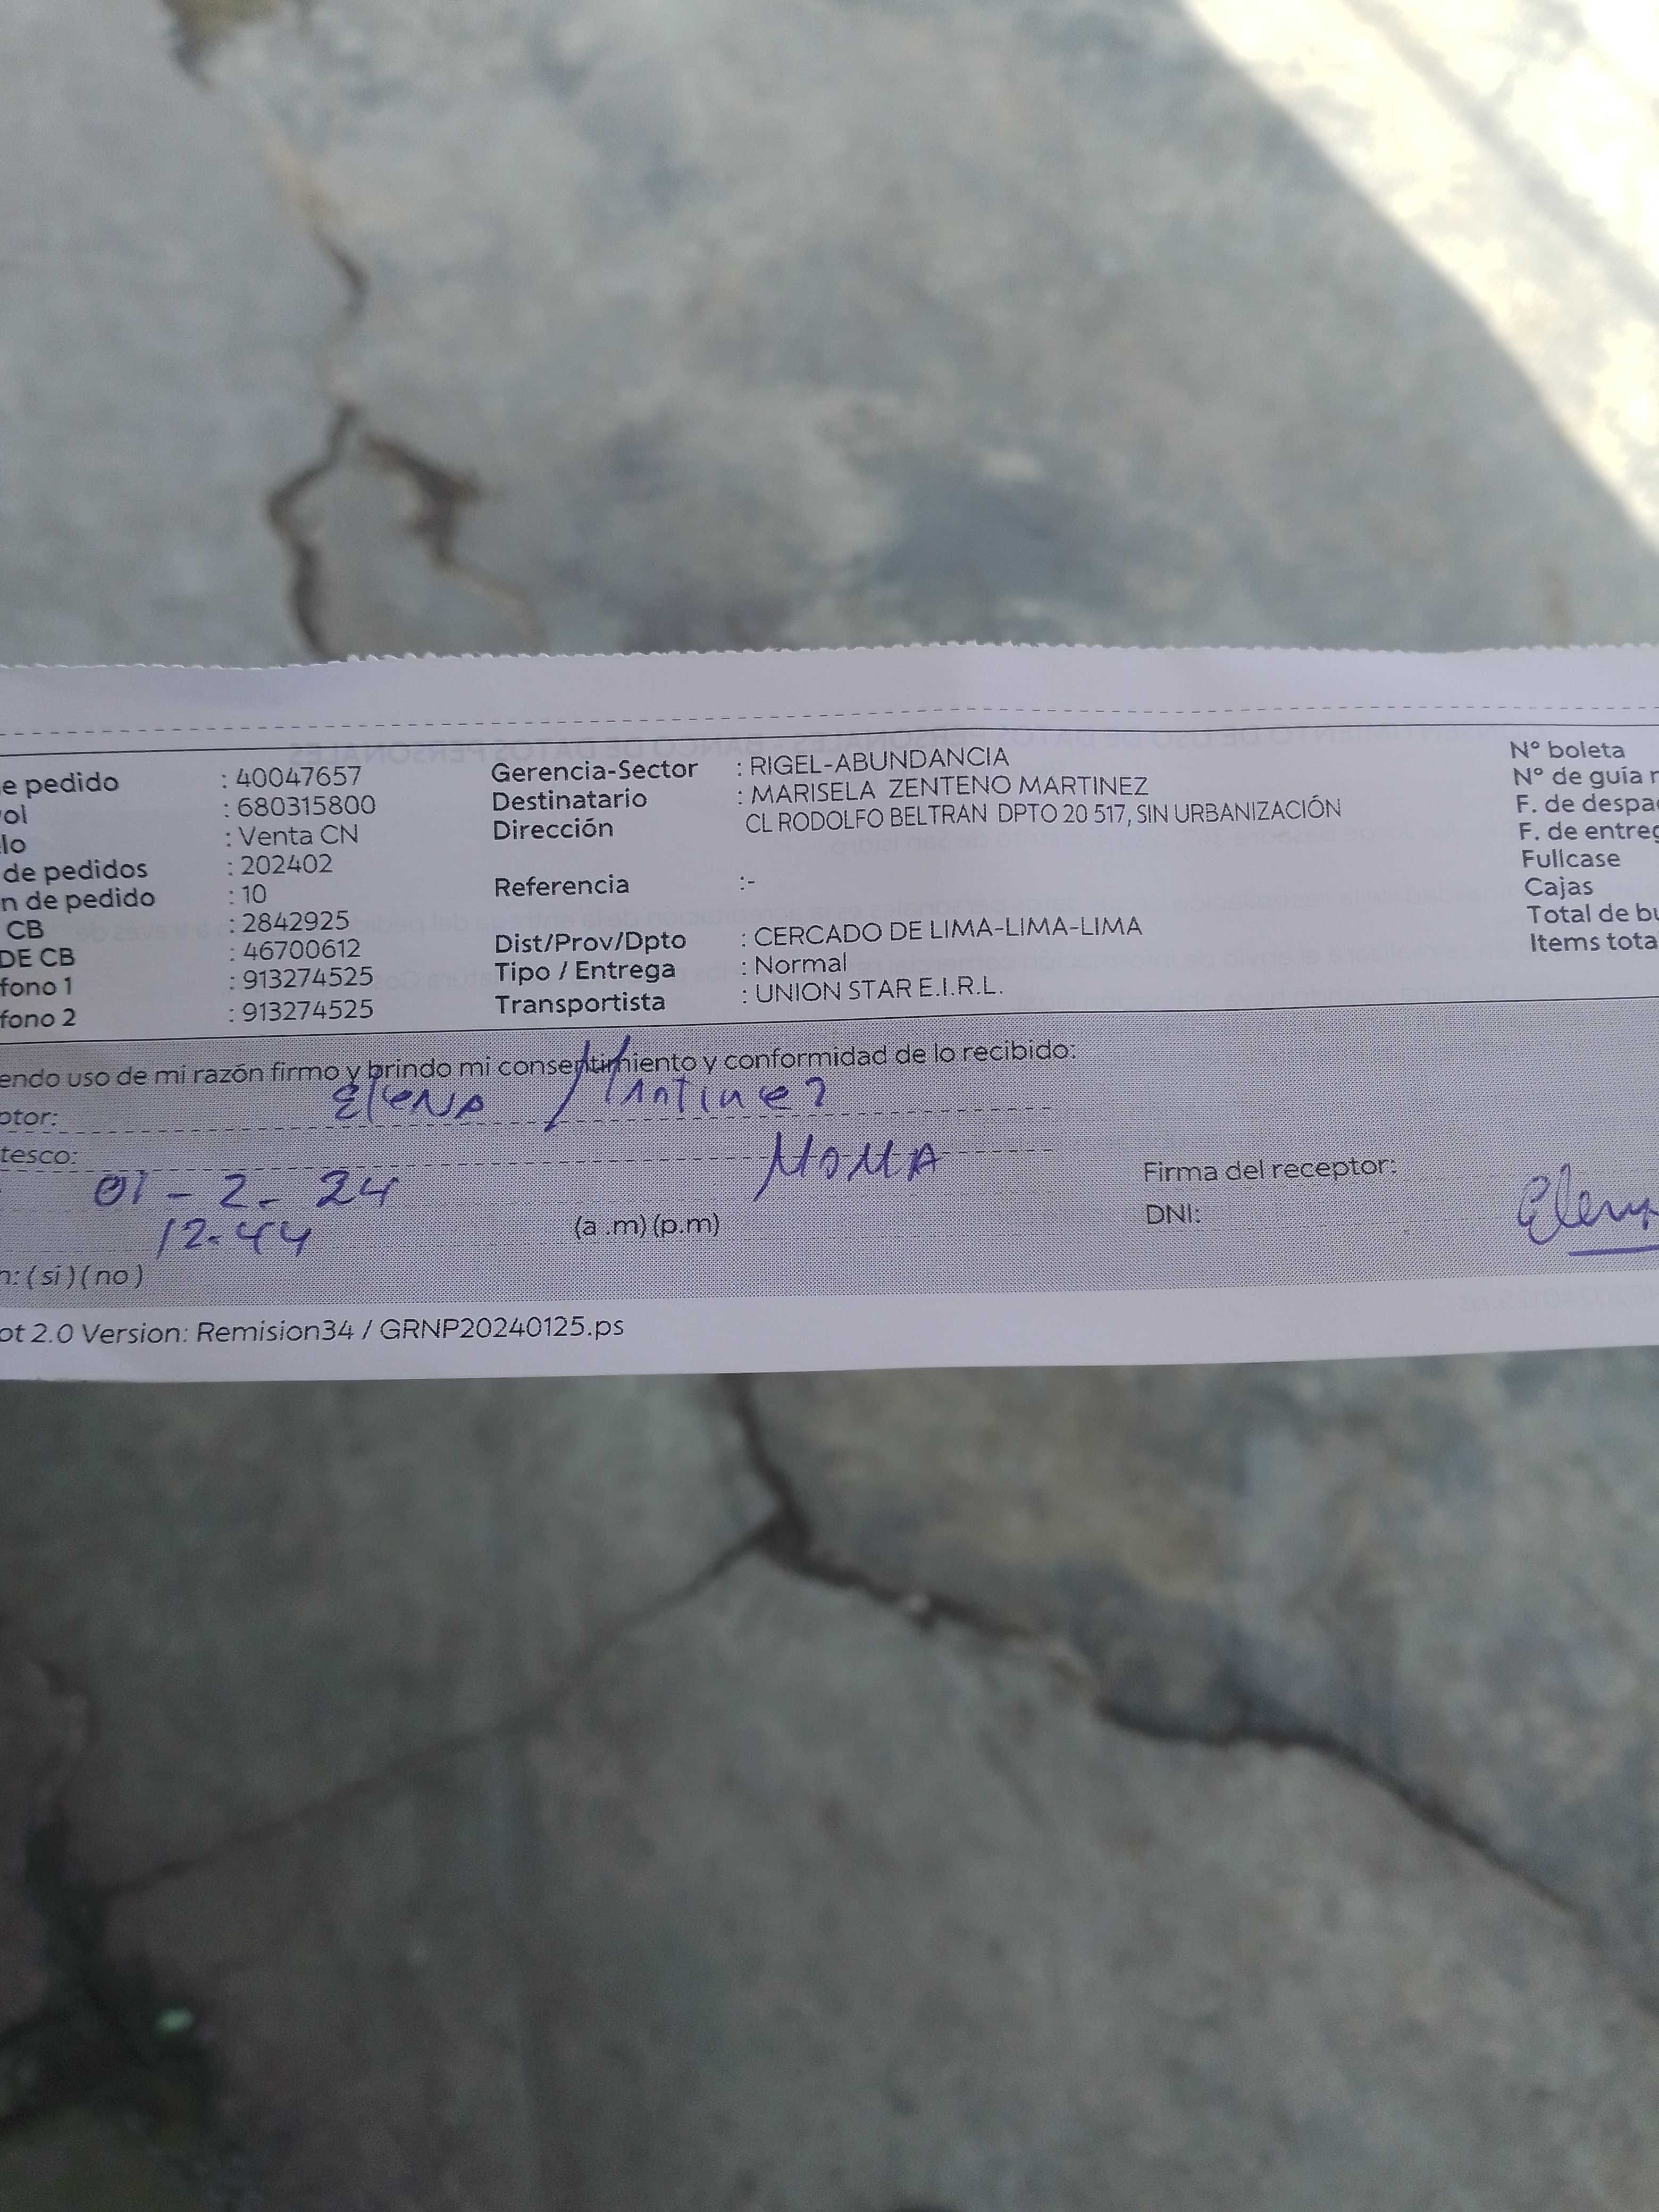 e pedido : 40047657 Gerencia-Sector : RIGEL-ABUNDANCIA Nº boleta
ol : 680315800 Destinatario : MARISELA ZENTENO MARTINEZ Nº de guía r
lo : Venta CN Dirección CL RODOLFO BELTRAN DPTO 20 517, SIN URBANIZACIÓN F. de despa
de pedidos : 202402 F. de entreg
n de pedido : 10 Referencia :- Fullcase
CB : 2842925 Cajas
DE CB : 46700612 Dist/Prov/Dpto : CERCADO DE LIMA-LIMA-LIMA Total de bu
fono 1 : 913274525 Tipo / Entrega : Normal Items tota
fono 2 : 913274525 Transportista : UNION STAR E.I.R.L.
endo uso de mi razón firmo y brindo mi consentimiento y conformidad de lo recibido:
ptor: Elena Martinez
tesco: MAMA
01-2-24 Firma del receptor: Elena
12.44 (a .m) (p.m) DNI:
n: ( sí ) ( no )
ot 2.0 Version: Remision34 / GRNP20240125.ps